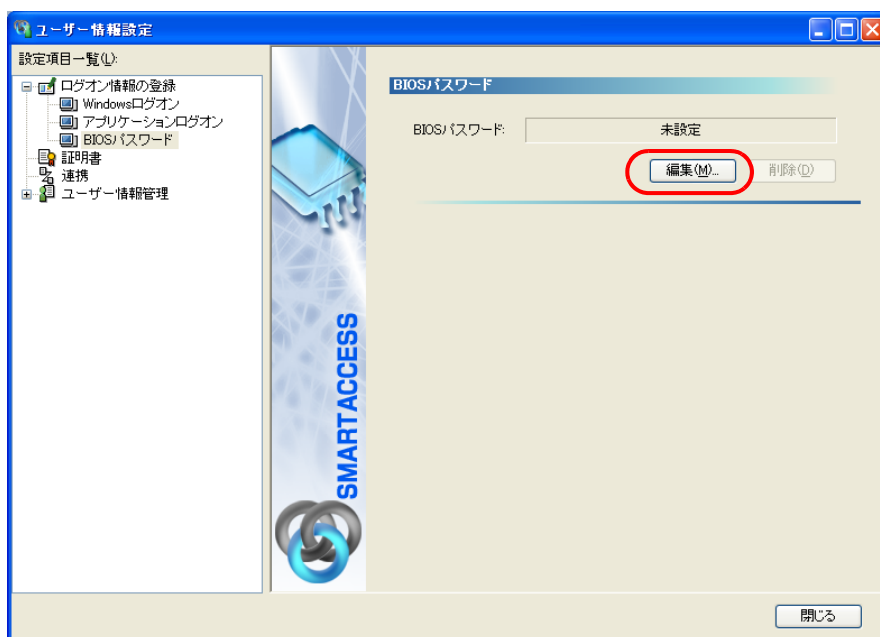 ユーザー情報設定
設定項目一覧(L):
ログオン情報の登録
Windowsログオン
アプリケーションログオン
BIOSパスワード
証明書
連携
ユーザー情報管理
SMARTACCESS
BIOSパスワード
BIOSパスワード: 未設定
編集(M)... 削除(D)
閉じる